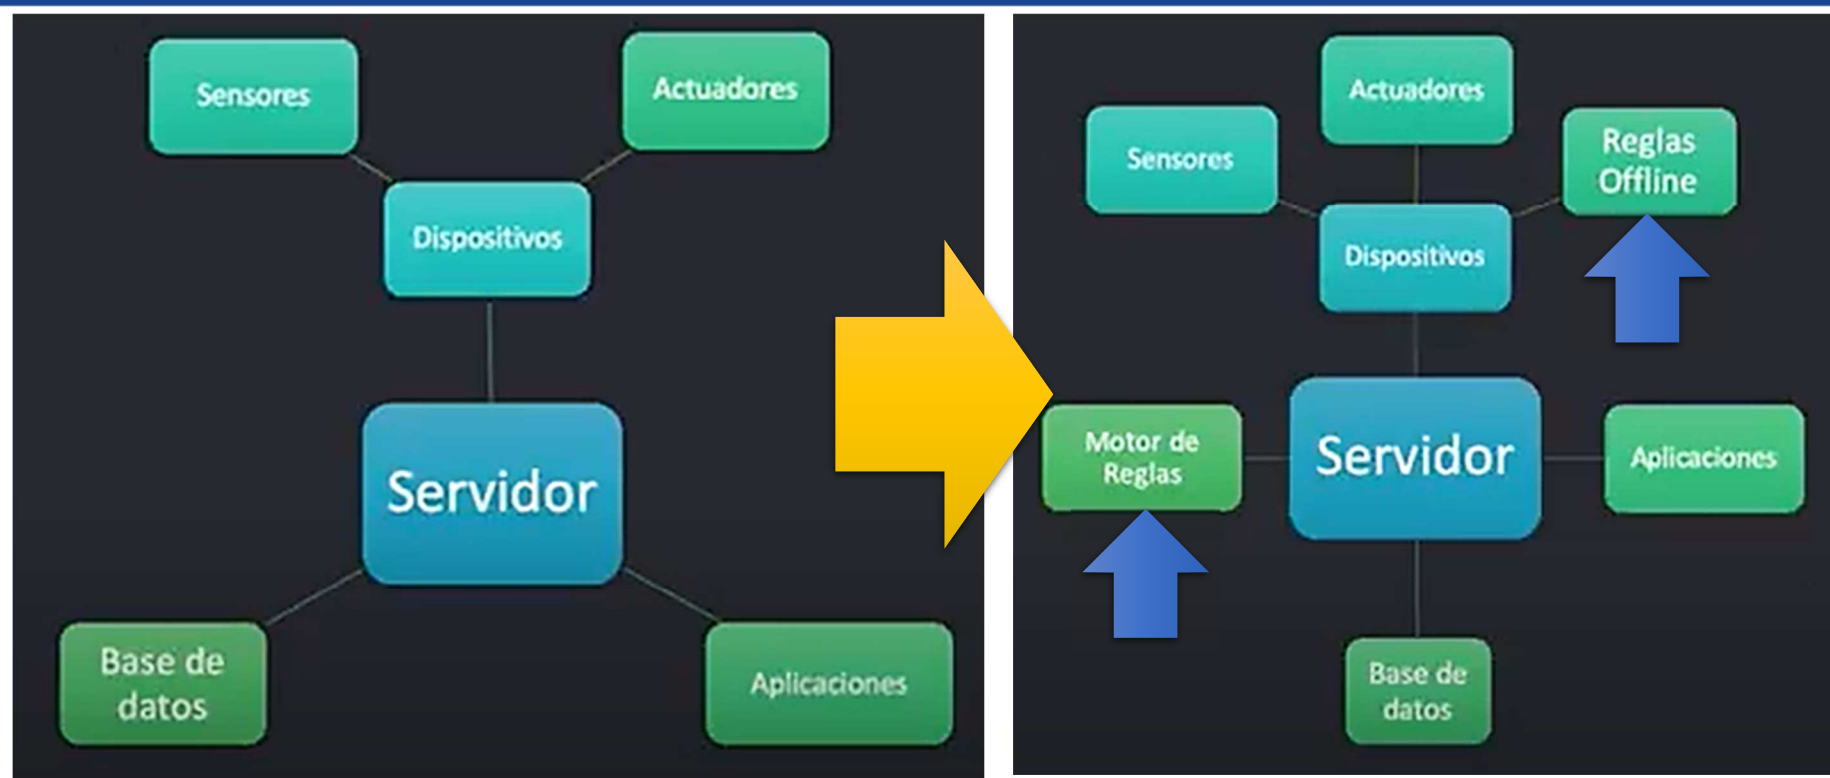 Sensores
Actuadores
Dispositivos
Servidor
Base de
datos
Aplicaciones
Actuadores
Sensores
Reglas
Offline
Dispositivos
Motor de
Reglas
Servidor
Aplicaciones
Base de
datos